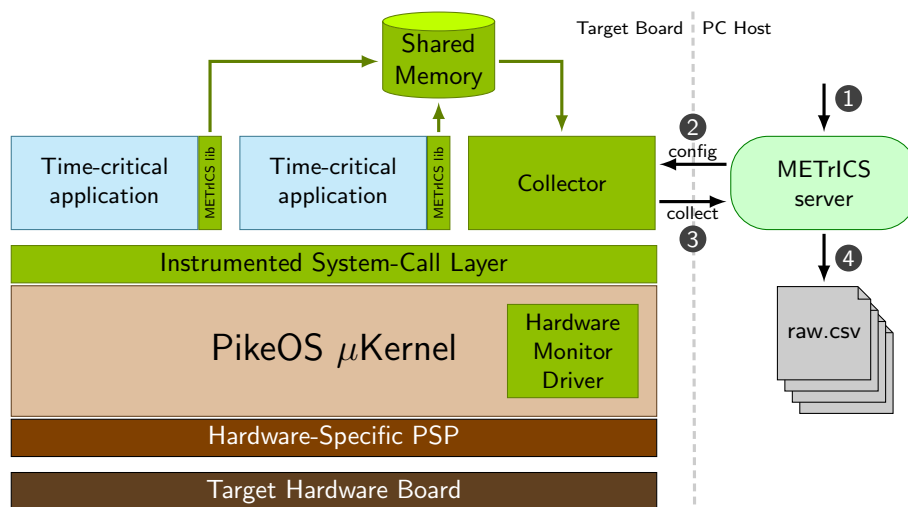 Target Board
PC Host
Shared
Memory
1
2
config
Time-critical
application
METrICS lib
Time-critical
application
METrICS lib
Collector
METrICS
server
collect
3
4
Instrumented System-Call Layer
PikeOS μKernel
Hardware
Monitor
Driver
raw.csv
Hardware-Specific PSP
Target Hardware Board